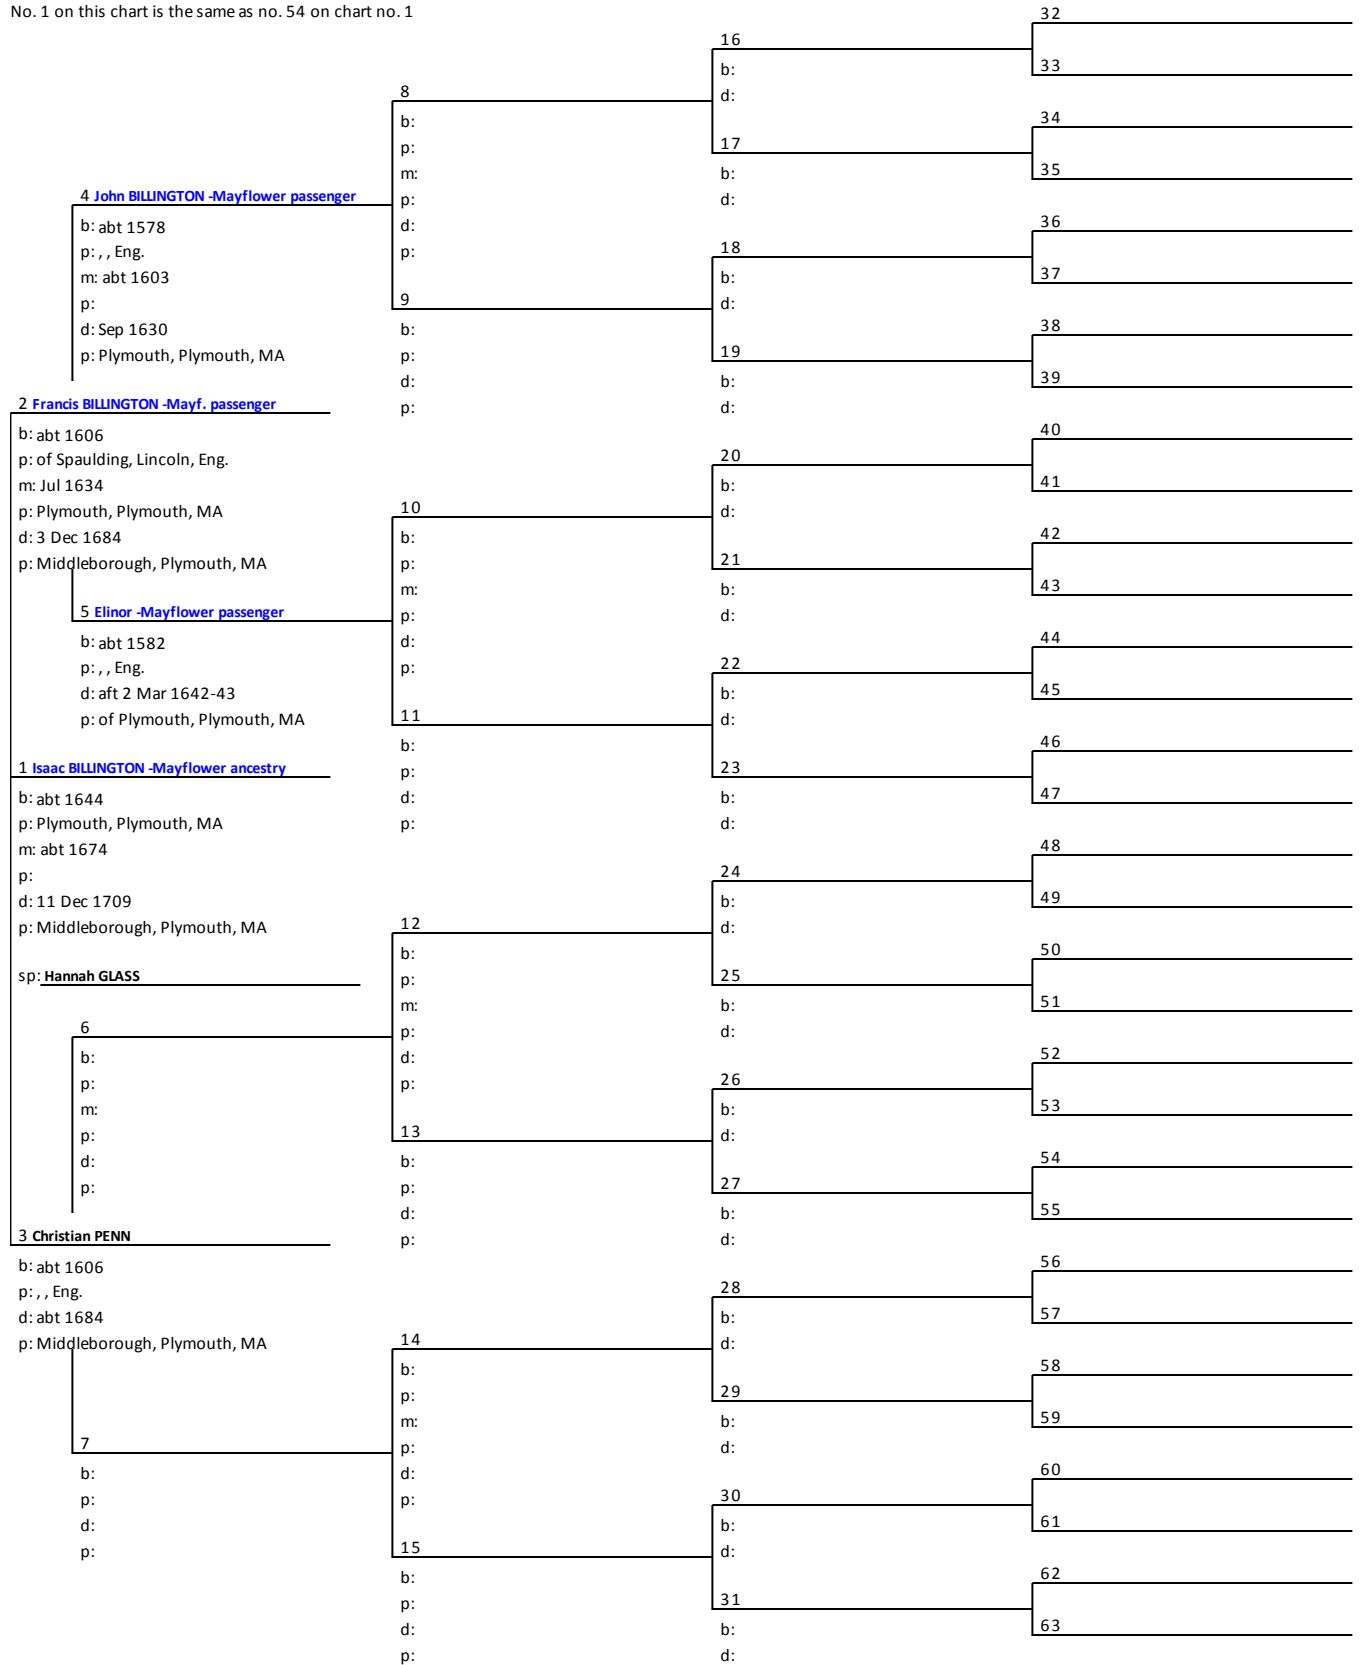 No. 1 on this chart is the same as no. 54 on chart no. 1
4 John BILLINGTON -Mayflower passenger
b: abt 1578
p: , , Eng.
m: abt 1603
p:
d: Sep 1630
p: Plymouth, Plymouth, MA
2 Francis BILLINGTON -Mayf. passenger
b: abt 1606
p: of Spaulding, Lincoln, Eng.
m: Jul 1634
p: Plymouth, Plymouth, MA
d: 3 Dec 1684
p: Middleborough, Plymouth, MA
5 Elinor -Mayflower passenger
b: abt 1582
p: , , Eng.
d: aft 2 Mar 1642-43
p: of Plymouth, Plymouth, MA
1 Isaac BILLINGTON -Mayflower ancestry
b: abt 1644
p: Plymouth, Plymouth, MA
m: abt 1674
p:
d: 11 Dec 1709
p: Middleborough, Plymouth, MA
sp: Hannah GLASS
6
b:
p:
m:
p:
d:
p:
3 Christian PENN
b: abt 1606
p: , , Eng.
d: abt 1684
p: Middleborough, Plymouth, MA
7
b:
p:
d:
p:
8
b:
p:
m:
p:
d:
p:
9
b:
p:
d:
p:
10
b:
p:
m:
p:
d:
p:
11
b:
p:
d:
p:
12
b:
p:
m:
p:
d:
p:
13
b:
p:
d:
p:
14
b:
p:
m:
p:
d:
p:
15
b:
p:
d:
p:
16
b:
d:
17
b:
d:
18
b:
d:
19
b:
d:
20
b:
d:
21
b:
d:
22
b:
d:
23
b:
d:
24
b:
d:
25
b:
d:
26
b:
d:
27
b:
d:
28
b:
d:
29
b:
d:
30
b:
d:
31
b:
d:
32
33
34
35
36
37
38
39
40
41
42
43
44
45
46
47
48
49
50
51
52
53
54
55
56
57
58
59
60
61
62
63